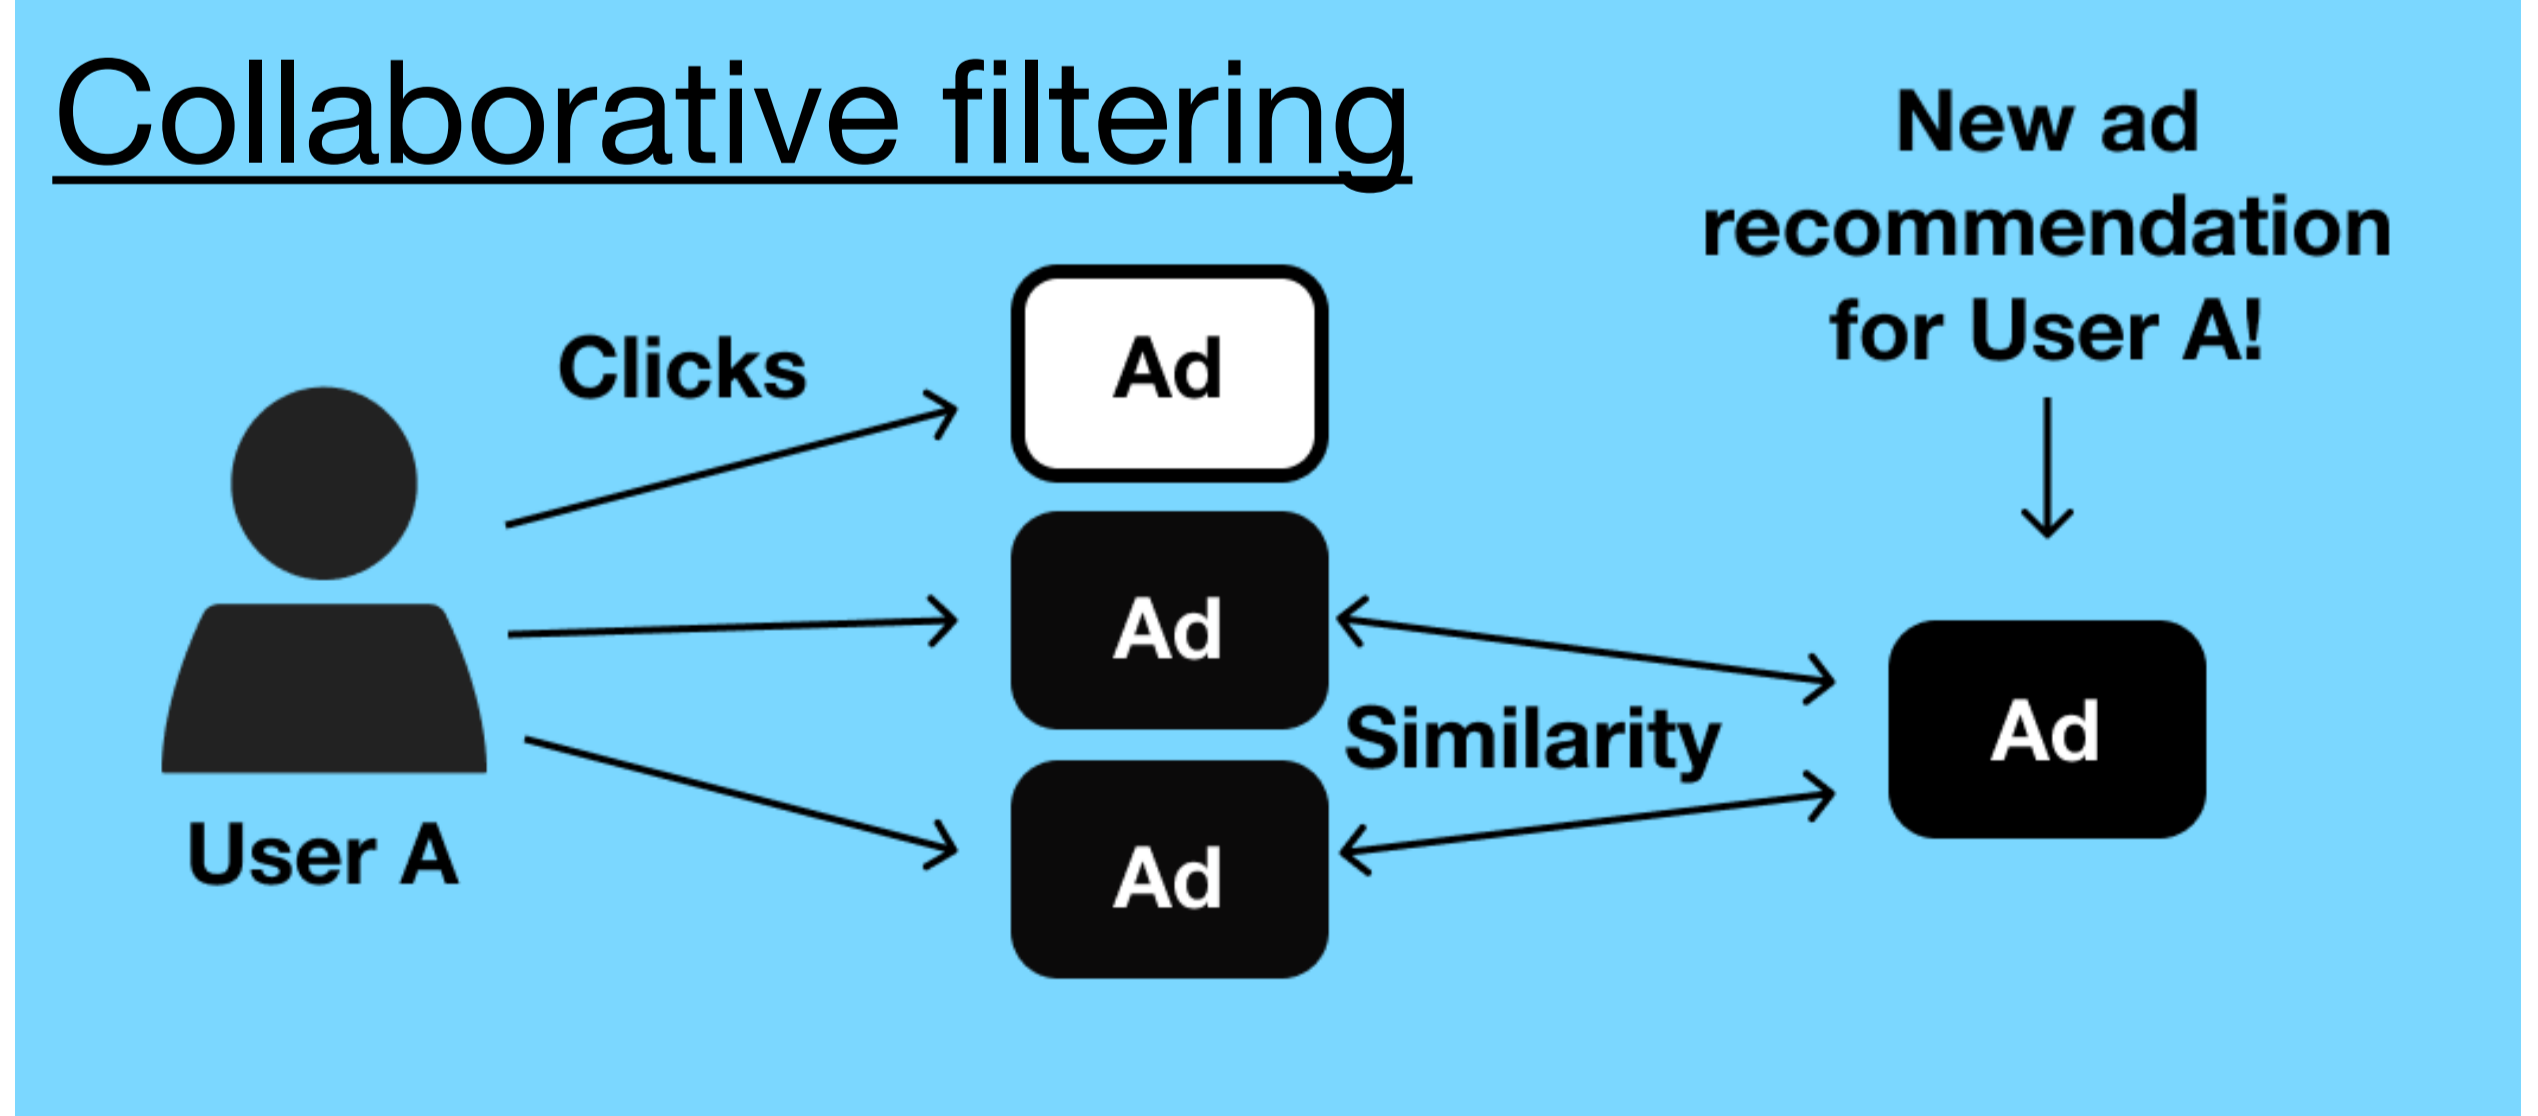 Collaborative filtering
New ad
recommendation
for User A!
Clicks
Ad
Ad
Similarity
Ad
Ad
User A